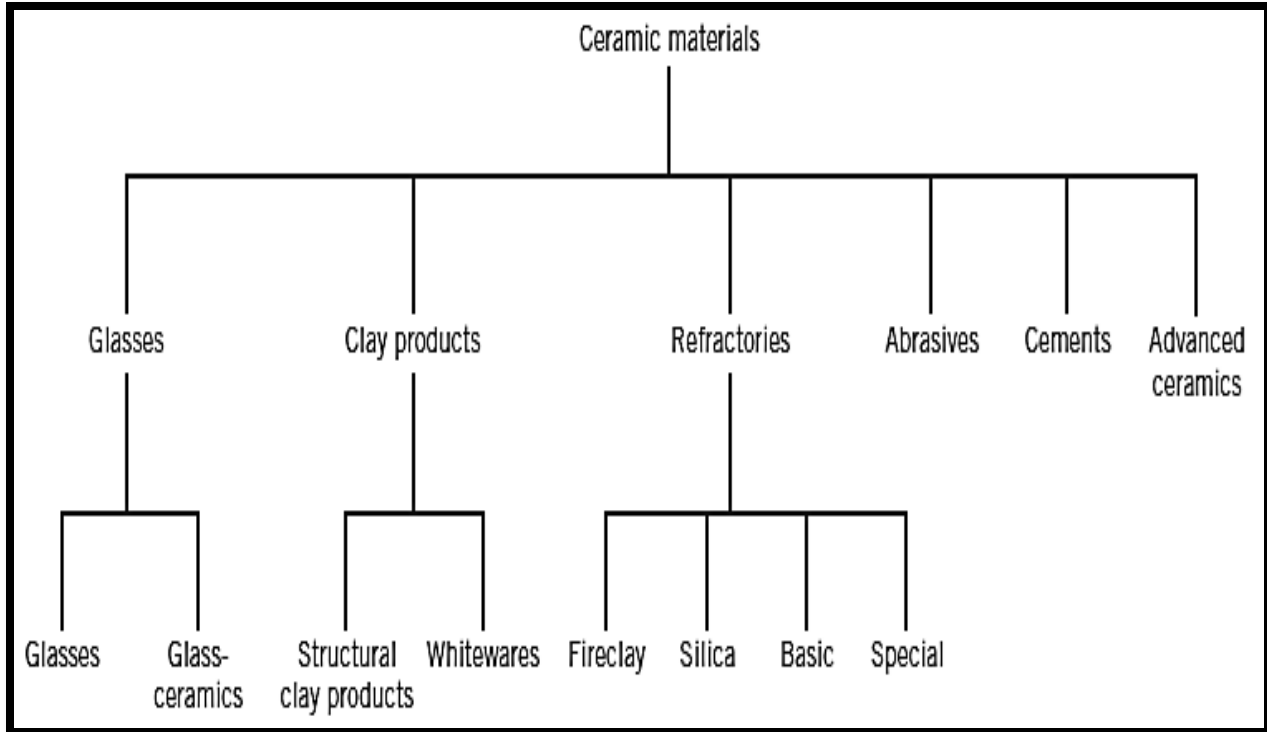 Ceramic materials
Glasses
Clay products
Refractories
Abrasives
Cements
Advanced
ceramics
Glasses
Glass-
ceramics
Structural
clay products
Whitewares
Fireclay
Silica
Basic
Special